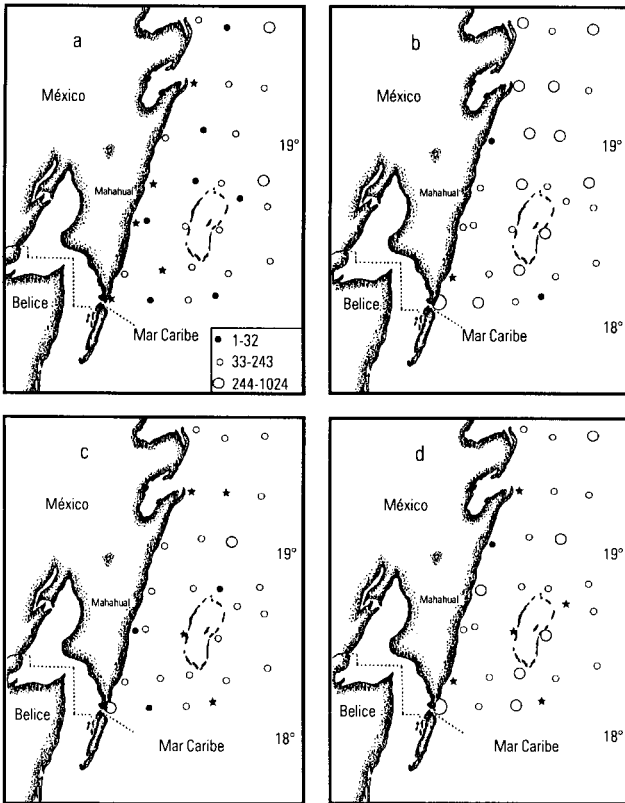 a
México
19°
Mahahual
Belice
Mar Caribe
1-32
33-243
244-1024
b
México
19°
Mahahual
Belice
Mar Caribe
18°
c
México
19°
Mahahual
Belice
Mar Caribe
18°
d
México
19°
Mahahual
Belice
Mar Caribe
18°